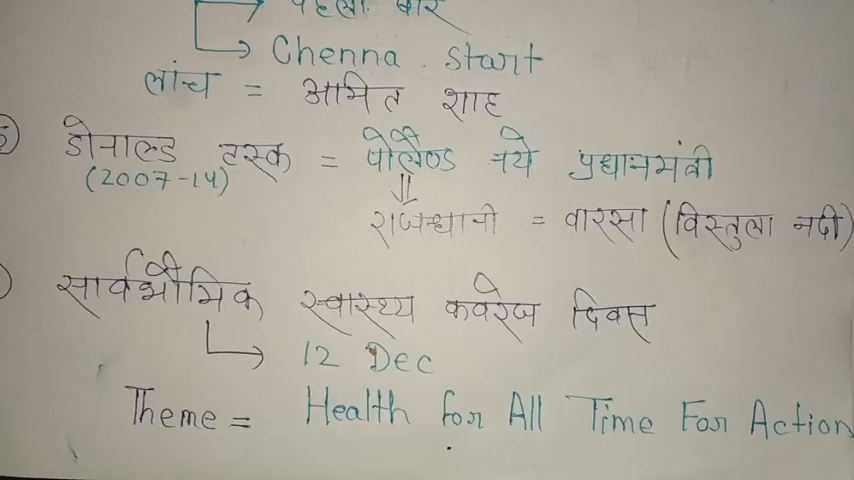 पहली बार
Chenna. start
लांच = अमित शाह
डोनाल्ड टस्क = पोलैण्ड नये प्रधानमंत्री
(2007-14)
राजधानी = वारसा (विस्तुला नदी)
सार्वभौमिक स्वास्थ्य कवरेज दिवस
12 Dec
Theme = Health for All Time For Action